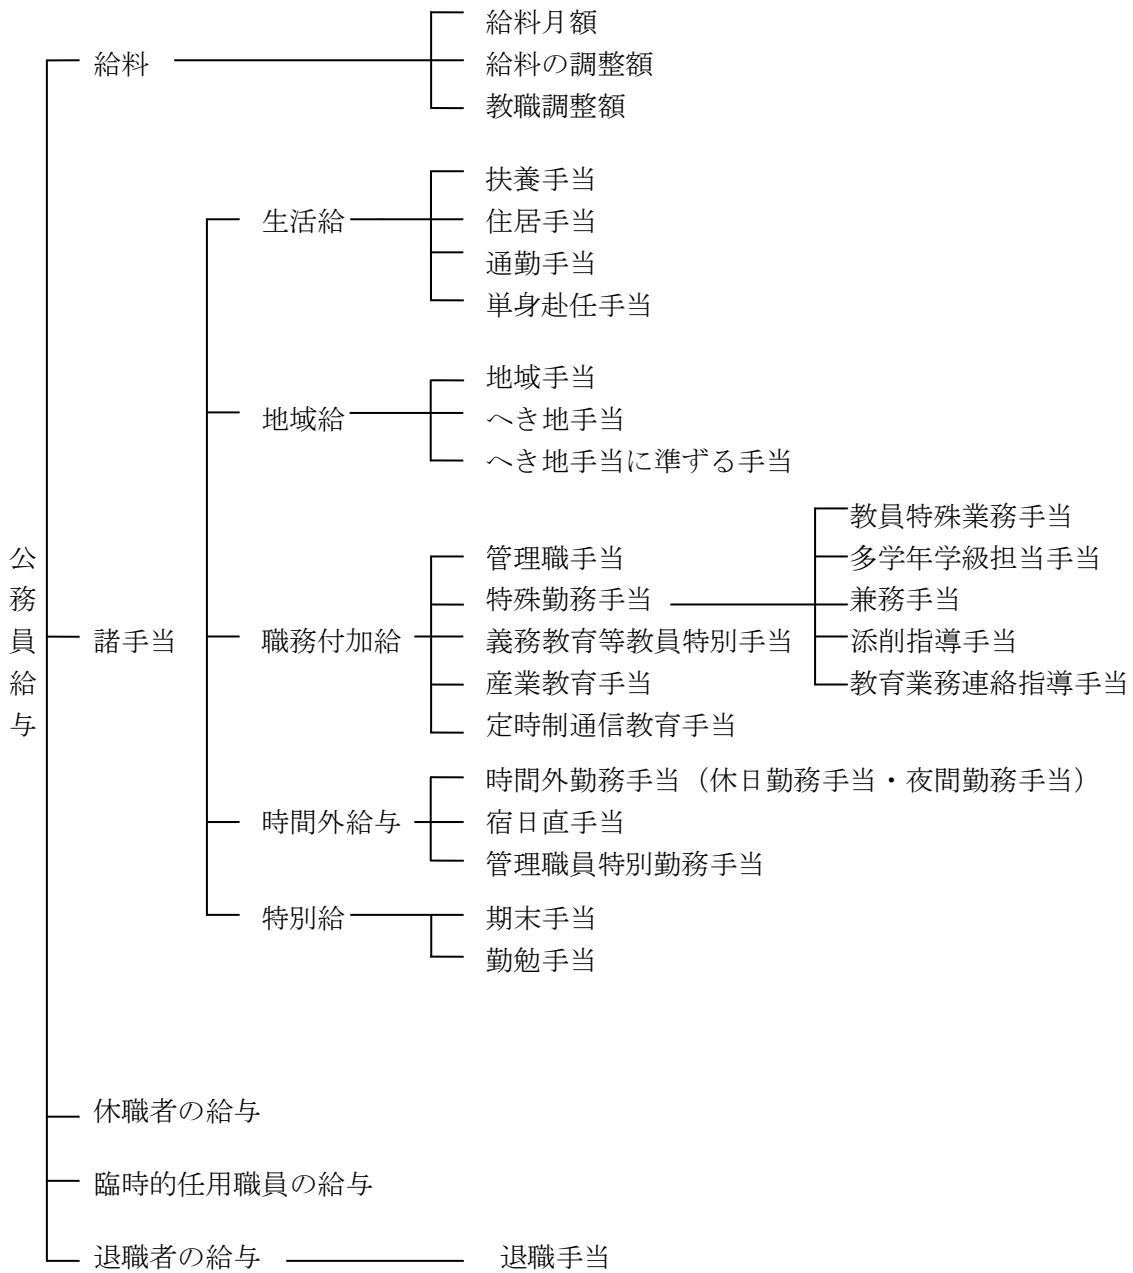 公務員給与
給料
給料月額
給料の調整額
教職調整額
諸手当
生活給
扶養手当
住居手当
通勤手当
単身赴任手当
地域給
地域手当
へき地手当
へき地手当に準ずる手当
職務付加給
管理職手当
特殊勤務手当
教員特殊業務手当
多学年学級担当手当
兼務手当
添削指導手当
教育業務連絡指導手当
義務教育等教員特別手当
産業教育手当
定時制通信教育手当
時間外給与
時間外勤務手当（休日勤務手当・夜間勤務手当）
宿日直手当
管理職員特別勤務手当
特別給
期末手当
勤勉手当
休職者の給与
臨時的任用職員の給与
退職者の給与
退職手当